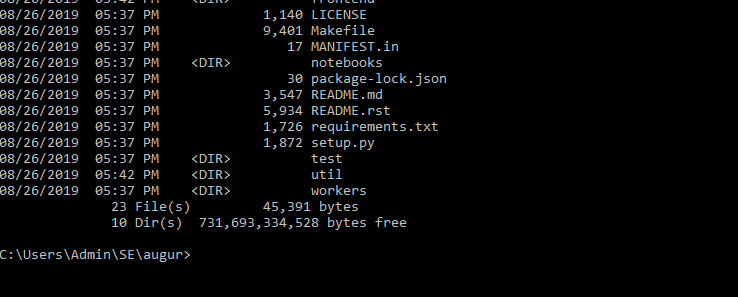 08/26/2019  05:42 PM    <DIR>          frontend
08/26/2019  05:37 PM             1,140 LICENSE
08/26/2019  05:37 PM             9,401 Makefile
08/26/2019  05:37 PM                17 MANIFEST.in
08/26/2019  05:37 PM    <DIR>          notebooks
08/26/2019  05:37 PM                30 package-lock.json
08/26/2019  05:37 PM             3,547 README.md
08/26/2019  05:37 PM             5,934 README.rst
08/26/2019  05:37 PM             1,726 requirements.txt
08/26/2019  05:37 PM             1,872 setup.py
08/26/2019  05:37 PM    <DIR>          test
08/26/2019  05:42 PM    <DIR>          util
08/26/2019  05:37 PM    <DIR>          workers
              23 File(s)         45,391 bytes
              10 Dir(s)  731,693,334,528 bytes free
C:\Users\Admin\SE\augur>